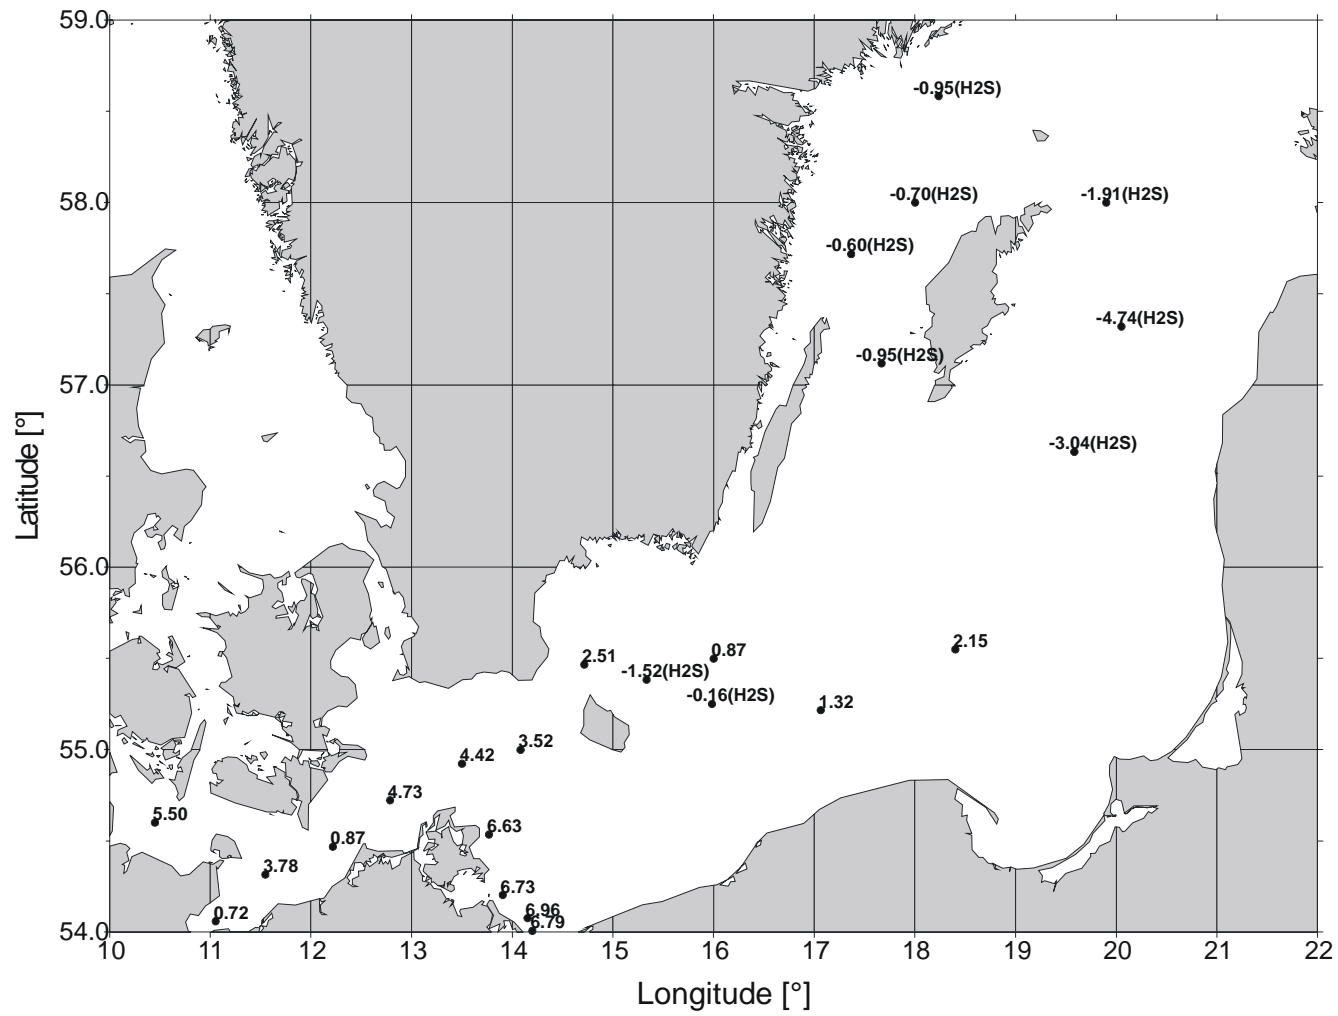 59.0
-0.95(H2S)
58.0
-0.70(H2S)
-1.91(H2S)
-0.60(H2S)
-4.74(H2S)
-0.95(H2S)
57.0
-3.04(H2S)
Latitude [°]
56.0
2.51
0.87
2.15
-1.52(H2S)
-0.16(H2S)
1.32
55.0
3.52
4.42
4.73
5.50
6.63
0.87
3.78
6.73
0.72
6.96
6.79
54.0
10 11 12 13 14 15 16 17 18 19 20 21 22
Longitude [°]